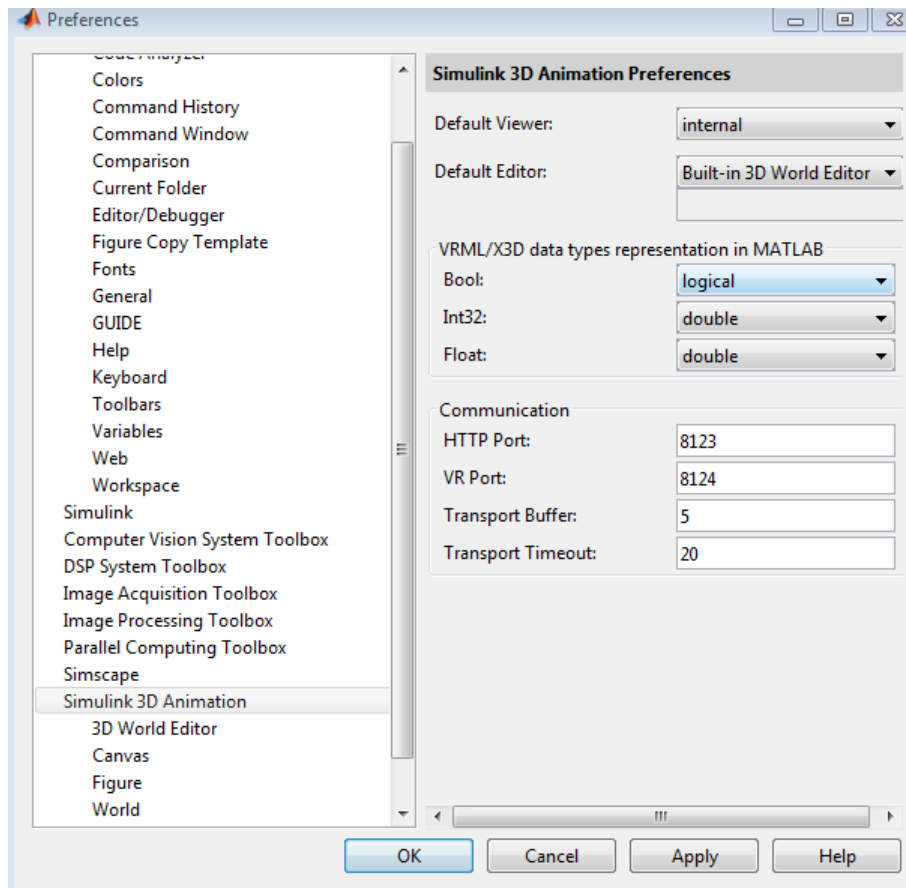 Preferences
Code Analyzer
Colors
Command History
Command Window
Comparison
Current Folder
Editor/Debugger
Figure Copy Template
Fonts
General
GUIDE
Help
Keyboard
Toolbars
Variables
Web
Workspace
Simulink
Computer Vision System Toolbox
DSP System Toolbox
Image Acquisition Toolbox
Image Processing Toolbox
Parallel Computing Toolbox
Simscape
Simulink 3D Animation
3D World Editor
Canvas
Figure
World
Simulink 3D Animation Preferences
Default Viewer: internal
Default Editor: Built-in 3D World Editor
VRML/X3D data types representation in MATLAB
Bool: logical
Int32: double
Float: double
Communication
HTTP Port: 8123
VR Port: 8124
Transport Buffer: 5
Transport Timeout: 20
OK Cancel Apply Help